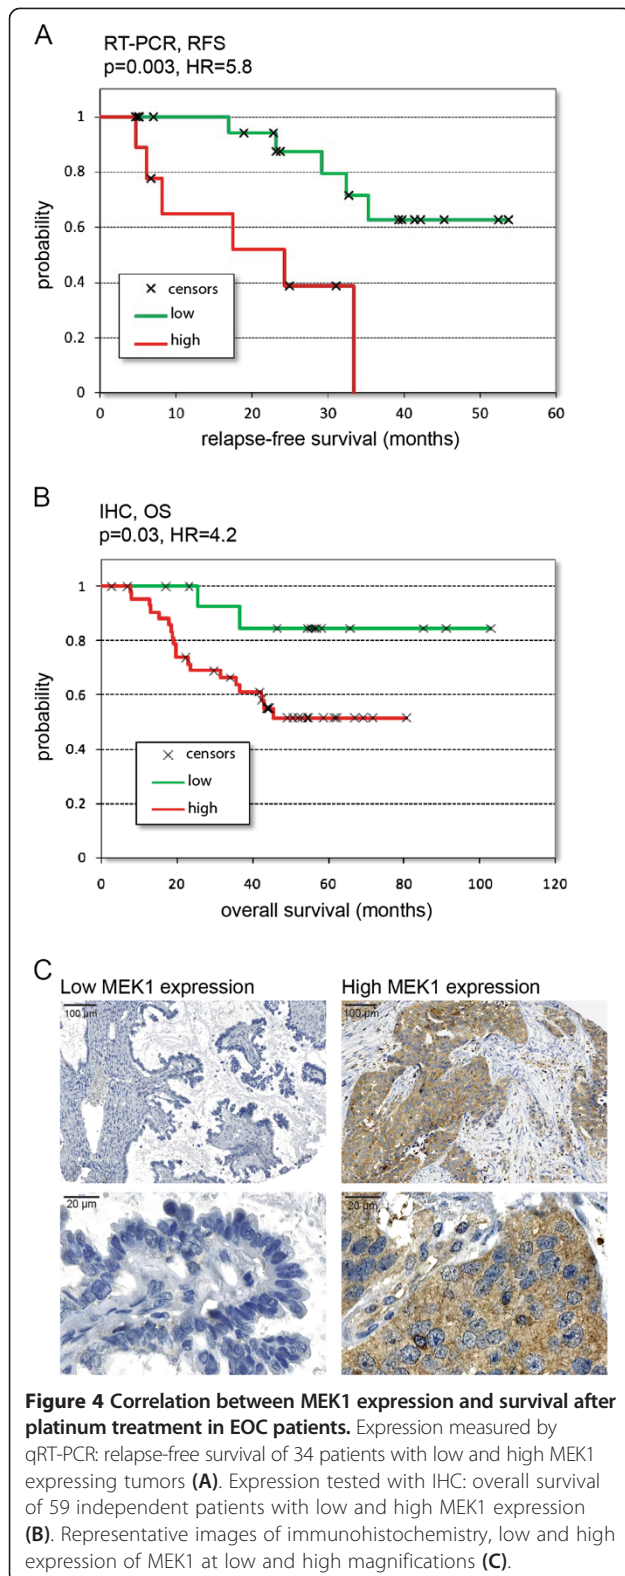 A
RT-PCR, RFS
p=0.003, HR=5.8
1
0.8
0.6
0.4
0.2
0
probability
censors
low
high
0 10 20 30 40 50 60
relapse-free survival (months)
B
IHC, OS
p=0.03, HR=4.2
1
0.8
0.6
0.4
0.2
0
probability
censors
low
high
0 20 40 60 80 100 120
overall survival (months)
C
Low MEK1 expression
High MEK1 expression
100 µm
100 µm
20 µm
20 µm
Figure 4 Correlation between MEK1 expression and survival after
platinum treatment in EOC patients. Expression measured by
qRT-PCR: relapse-free survival of 34 patients with low and high MEK1
expressing tumors (A). Expression tested with IHC: overall survival
of 59 independent patients with low and high MEK1 expression
(B). Representative images of immunohistochemistry, low and high
expression of MEK1 at low and high magnifications (C).